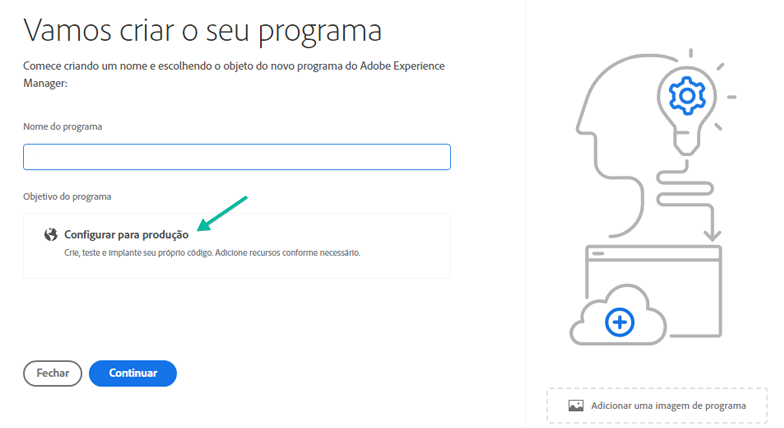 Vamos criar o seu programa
Comece criando um nome e escolhendo o objeto do novo programa do Adobe Experience
Manager:
Nome do programa
Objetivo do programa
Configurar para produção
Crie, teste e implante seu próprio código. Adicione recursos conforme necessário.
Fechar
Continuar
Adicionar uma imagem de programa